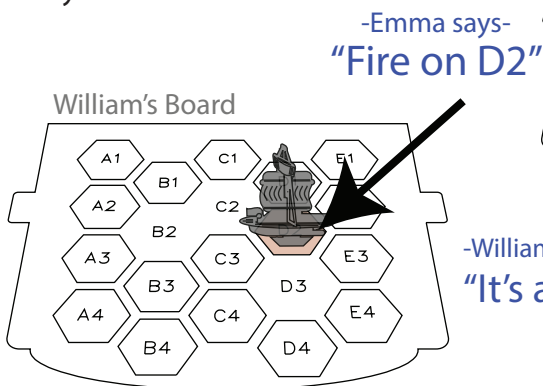 -Emma says-
"Fire on D2"
William's Board
A1
C1
E1
B1
A2
C2
B2
A3
C3
E3
B3
D3
A4
C4
E4
B4
D4
-William
"It's a